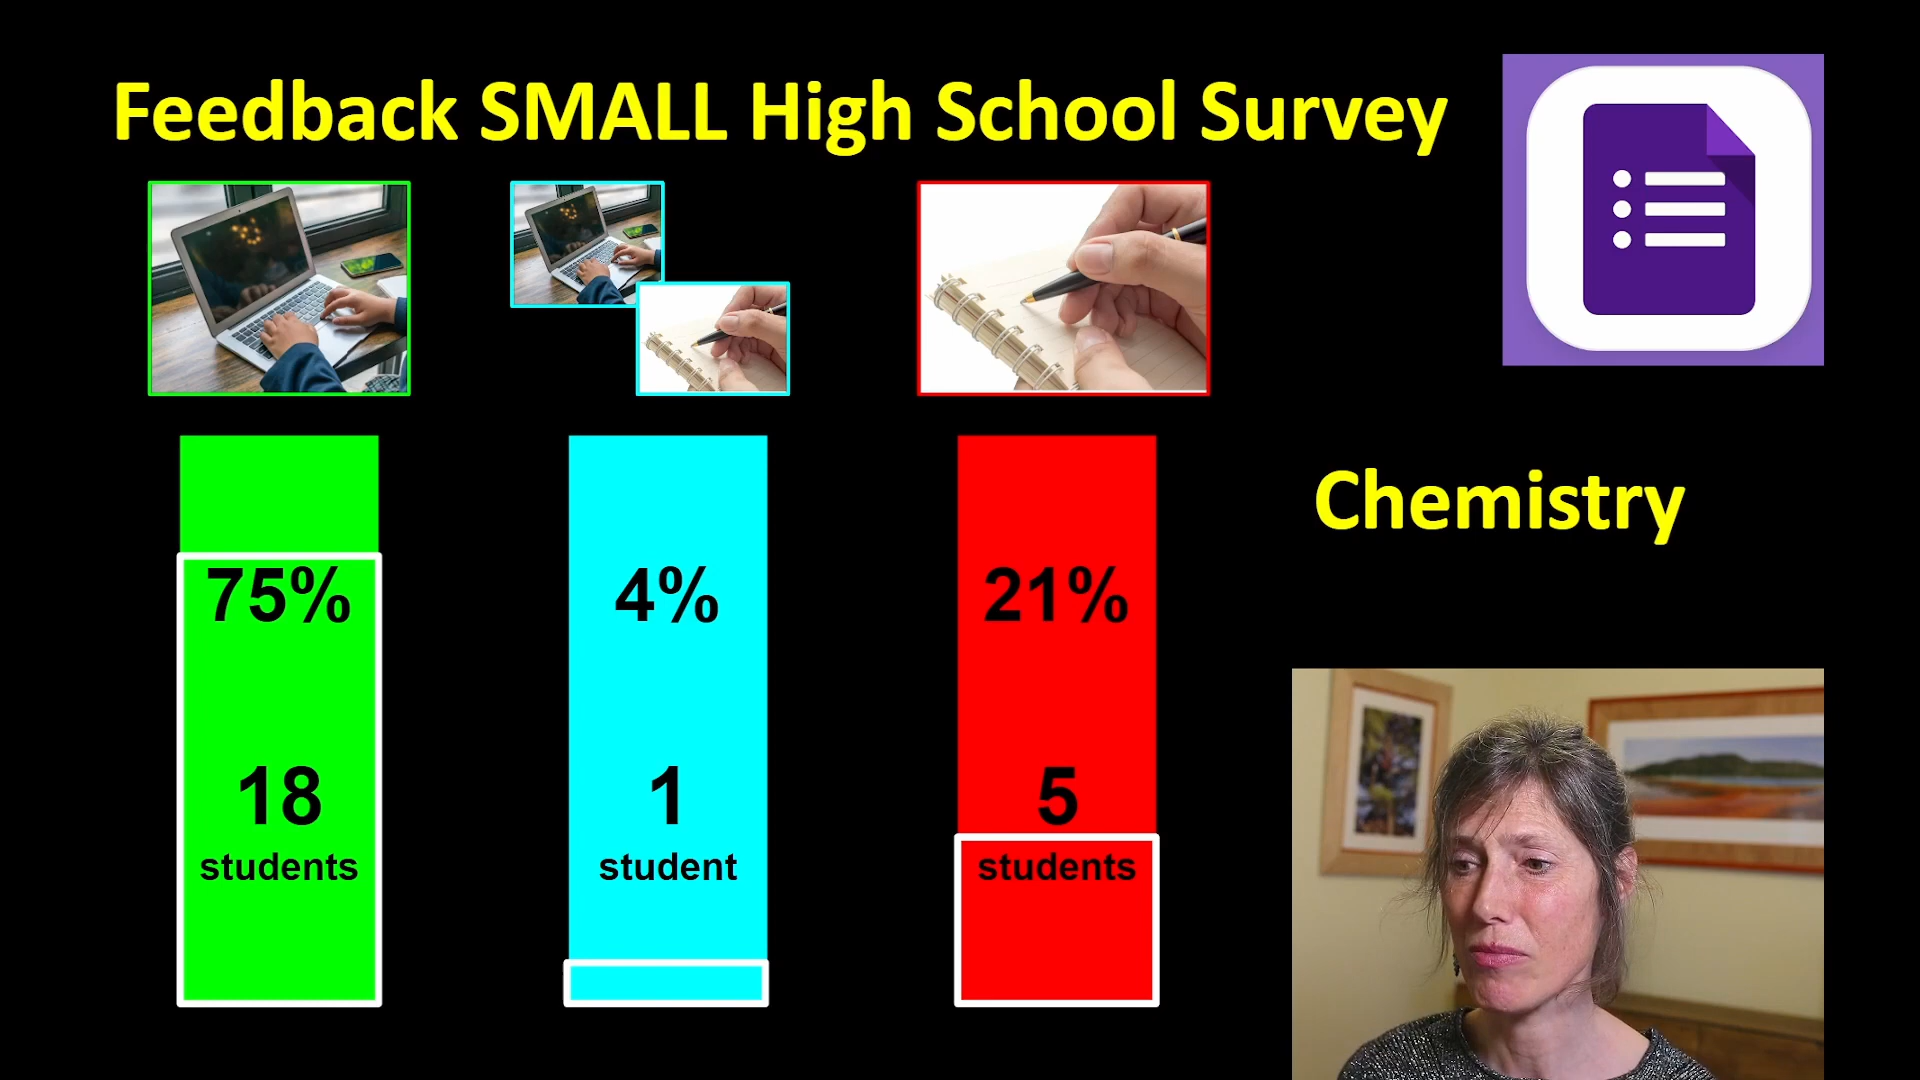 Feedback SMALL High School Survey
Chemistry
75%
4%
21%
18
students
1
student
5
students